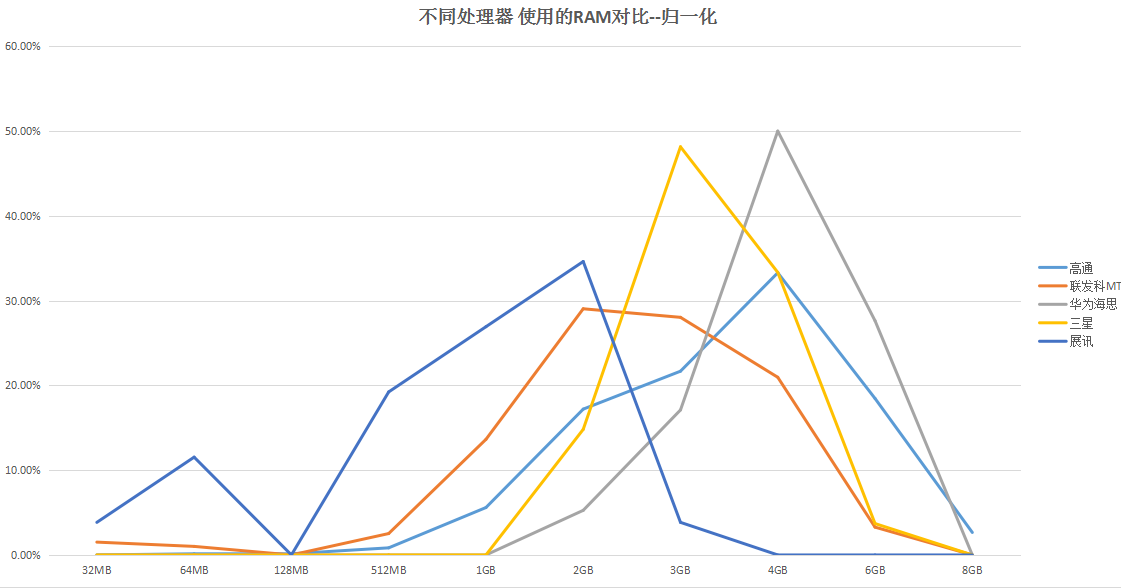 不同处理器 使用的RAM对比--归一化
60.00%
50.00%
40.00%
30.00%
20.00%
10.00%
0.00%
32MB 64MB 128MB 512MB 1GB 2GB 3GB 4GB 6GB 8GB
高通
联发科MT
华为海思
三星
展讯